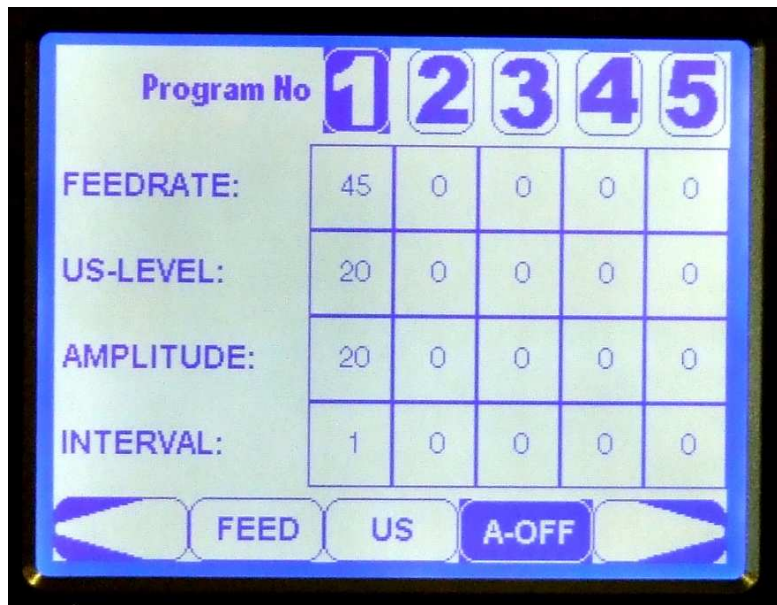 Program No 1 2 3 4 5
FEEDRATE: 45 0 0 0 0
US-LEVEL: 20 0 0 0 0
AMPLITUDE: 20 0 0 0 0
INTERVAL: 1 0 0 0 0
FEED US A-OFF